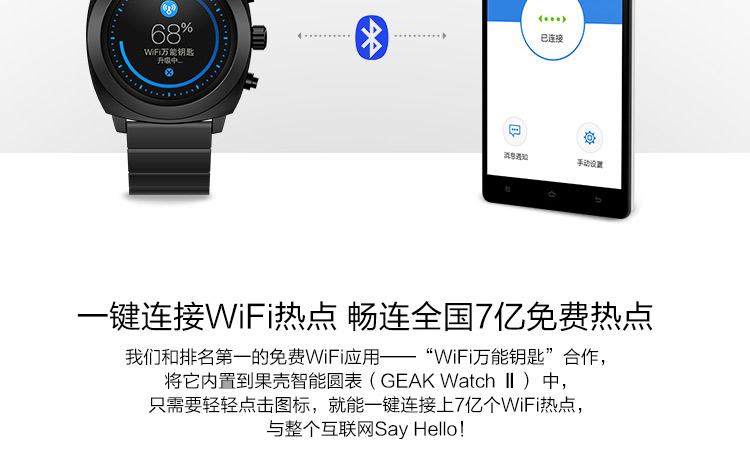 68%
WiFi万能钥匙
升级中...
已连接
消息通知
手动设置
一键连接WiFi热点 畅连全国7亿免费热点
我们和排名第一的免费WiFi应用——“WiFi万能钥匙”合作，
将它内置到果壳智能圆表（GEAK Watch Ⅱ）中，
只需要轻轻点击图标，就能一键连接上7亿个WiFi热点，
与整个互联网Say Hello！